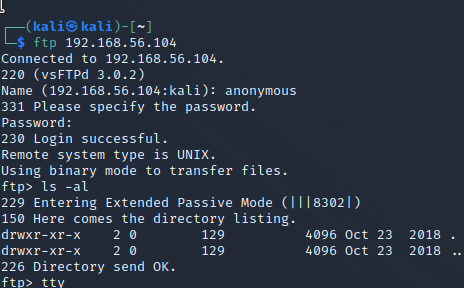 ┌──(kali㉿kali)-[~]
└─$ ftp 192.168.56.104
Connected to 192.168.56.104.
220 (vsFTPd 3.0.2)
Name (192.168.56.104:kali): anonymous
331 Please specify the password.
Password:
230 Login successful.
Remote system type is UNIX.
Using binary mode to transfer files.
ftp> ls -al
229 Entering Extended Passive Mode (|||8302|)
150 Here comes the directory listing.
drwxr-xr-x    2 0        129          4096 Oct 23  2018 .
drwxr-xr-x    2 0        129          4096 Oct 23  2018 ..
226 Directory send OK.
ftp> tty